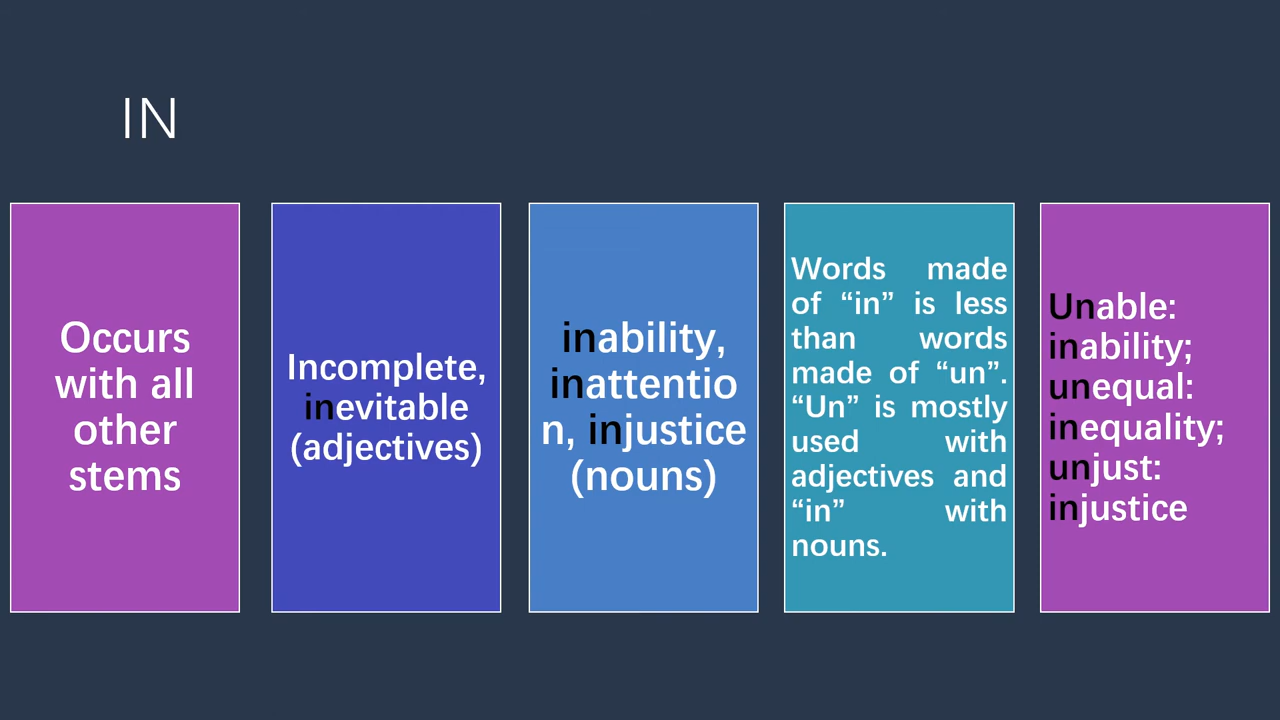 IN
Occurs
with all
other
stems
Incomplete,
inevitable
(adjectives)
inability,
inattentio
n, injustice
(nouns)
Words made
of “in” is less
than words
made of “un”.
“Un” is mostly
used with
adjectives and
“in” with
nouns.
Unable:
inability;
unequal:
inequality;
unjust:
injustice